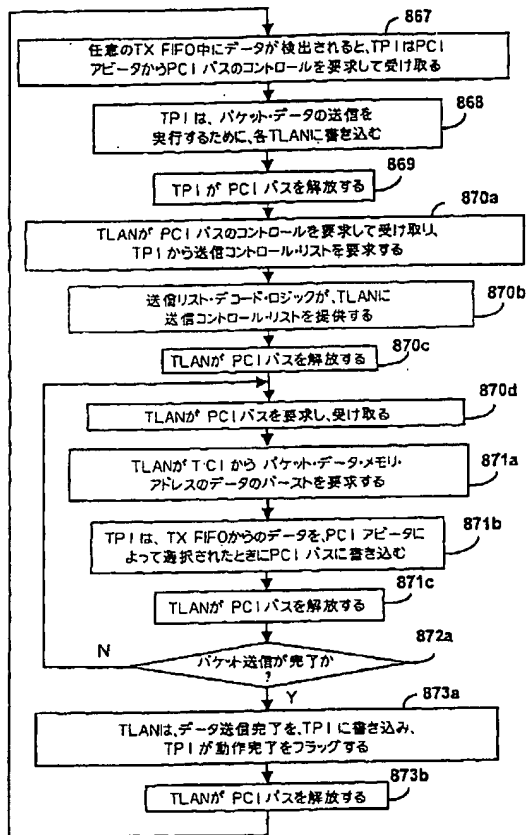 867
任意のTX FIFO中にデータが検出されると、TPIはPCI
アービタからPCIバスのコントロールを要求して受け取る
868
TPIは、パケット・データの送信を
実行するために、各TLANに書き込む
869
TPIがPCIバスを解放する
870a
TLANがPCIバスのコントロールを要求して受け取り、
TPIから送信コントロール・リストを要求する
870b
送信リスト・デコード・ロジックが、TLANに
送信コントロール・リストを提供する
870c
TLANがPCIバスを解放する
870d
TLANがPCIバスを要求し、受け取る
871a
TLANが からパケット・データ・メモリ・
アドレスのデータのバーストを要求する
871b
TPIは、TX FIFOからのデータを、PCIアービタに
よって選択されたときにPCIバスに書き込む
871c
TLANがPCIバスを解放する
872a
パケット送信が完了か
?
N
Y
873a
TLANは、データ送信完了を、TPIに書き込み、
TPIが動作完了をフラッグする
873b
TLANがPCIバスを解放する